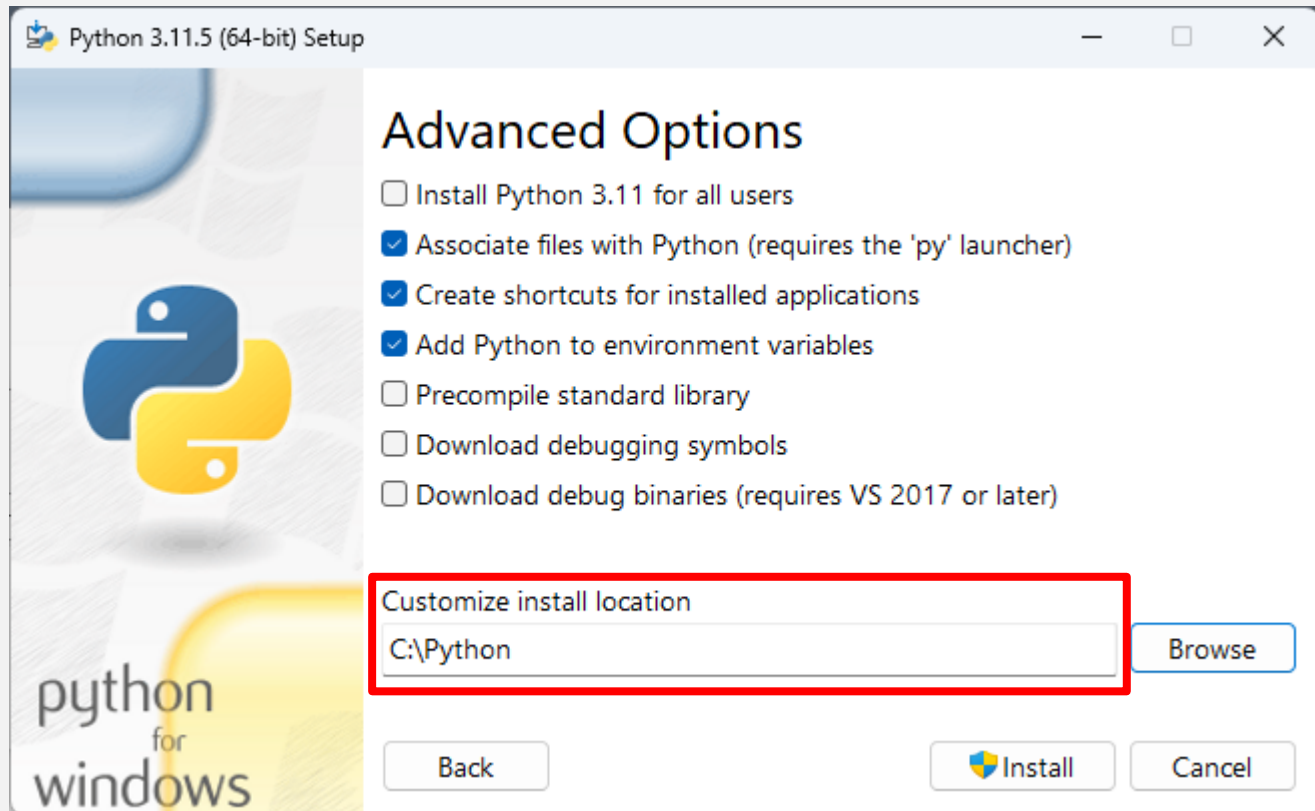 Python 3.11.5 (64-bit) Setup
Advanced Options
Install Python 3.11 for all users
Associate files with Python (requires the 'py' launcher)
Create shortcuts for installed applications
Add Python to environment variables
Precompile standard library
Download debugging symbols
Download debug binaries (requires VS 2017 or later)
Customize install location
C:\Python
Browse
python
for
windows
Back
Install
Cancel